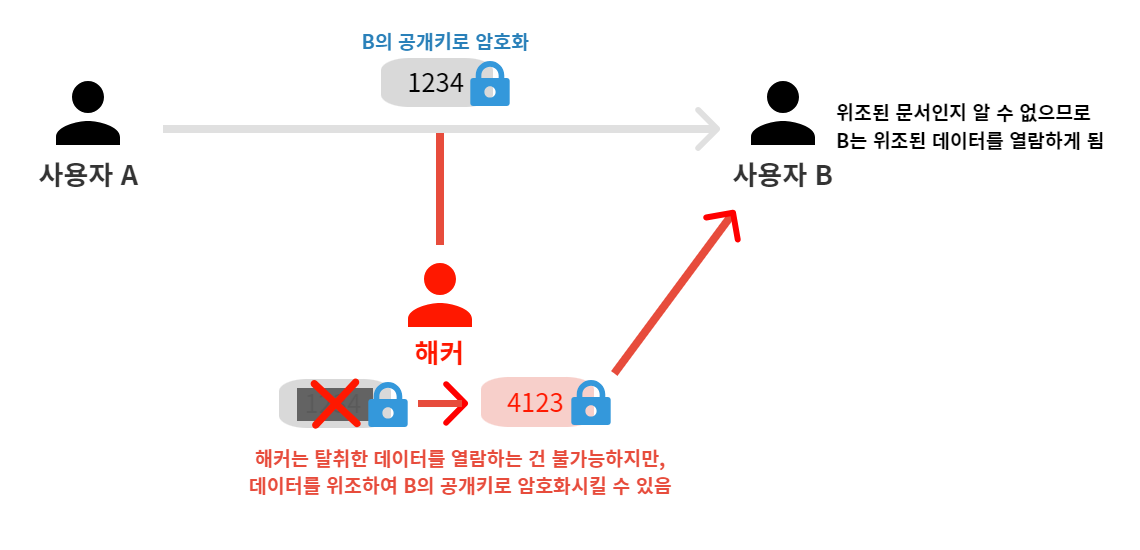 B의 공개키로 암호화
1234
위조된 문서인지 알 수 없으므로
B는 위조된 데이터를 열람하게 됨
사용자 A
사용자 B
해커
1234
4123
해커는 탈취한 데이터를 열람하는 건 불가능하지만,
데이터를 위조하여 B의 공개키로 암호화시킬 수 있음